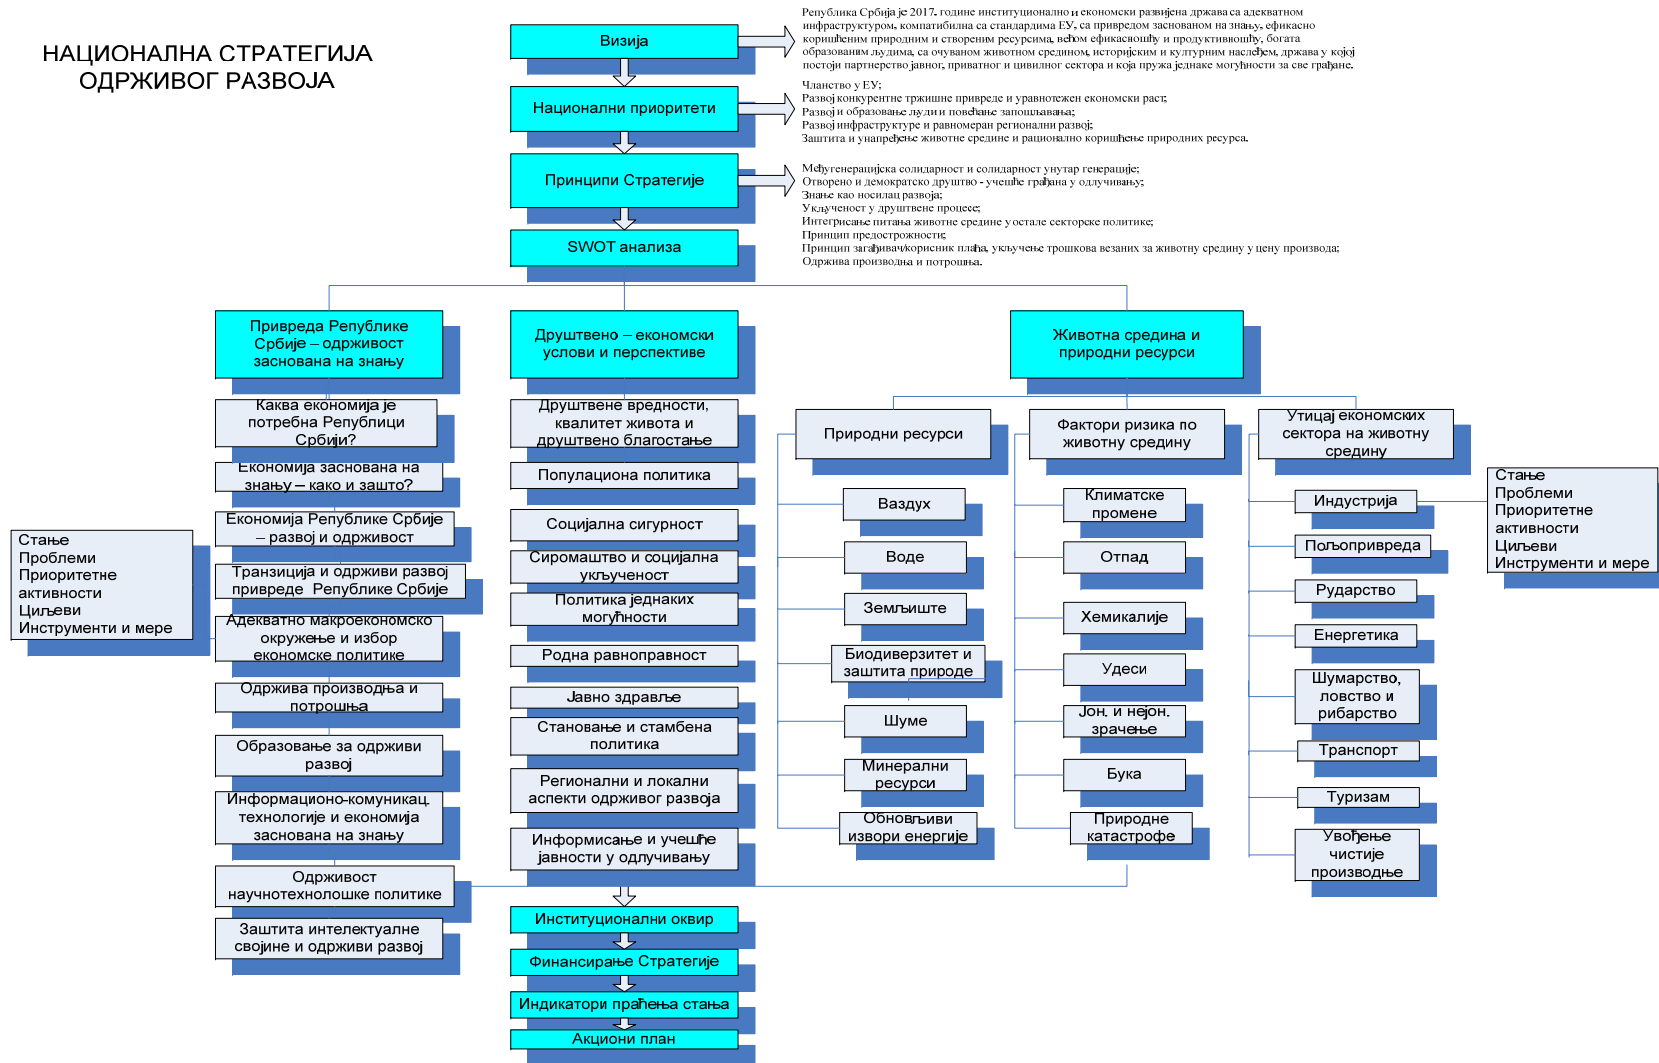 НАЦИОНАЛНА СТРАТЕГИЈА
ОДРЖИВОГ РАЗВОЈА
Визија
Република Србија је 2017. године институционално и економски развијена држава са адекватном
инфраструктуром, компатибилна са стандардима ЕУ, са привредом заснованом на знању, ефикасно
коришћеним природним и створеним ресурсима, већом ефикасношћу и продуктивношћу, богата
образованим људима, са очуваном животном средином, историјским и културним наслеђем, држава у којој
постоји партнерство јавног, приватног и цивилног сектора и која пружа једнаке могућности за све грађане.
Национални приоритети
Чланство у ЕУ;
Развој конкурентне тржишне привреде и уравнотежен економски раст;
Развој и образовање људи и повећање запошљавања;
Развој инфраструктуре и равномеран регионални развој;
Заштита и унапређење животне средине и рационално коришћење природних ресурса.
Принципи Стратегије
Међугенерацијска солидарност и солидарност унутар генерације;
Отворено и демократско друштво - учешће грађана у одлучивању;
Знање као носилац развоја;
Укљученост у друштвене процесе;
Интегрисање питања животне средине у остале секторске политике;
Принцип предострожности;
Принцип загађивач/корисник плаћа, укључење трошкова везаних за животну средину у цену производа;
Одржива производња и потрошња.
SWOT анализа
Привреда Републике
Србије – одрживост
заснована на знању
Каква економија је
потребна Републици
Србији?
Економија заснована на
знању – како и зашто?
Економија Републике Србије
– развој и одрживост
Транзиција и одрживи развој
привреде Републике Србије
Адекватно макроекономско
окружење и избор
економске политике
Одржива производња и
потрошња
Образовање за одрживи
развој
Информационо-комуникац.
технологије и економија
заснована на знању
Одрживост
научнотехнолошке политике
Заштита интелектуалне
својине и одрживи развој
Стање
Проблеми
Приоритетне
активности
Циљеви
Инструменти и мере
Друштвено – економски
услови и перспективе
Друштвене вредности,
квалитет живота и
друштвено благостање
Популациона политика
Социјална сигурност
Сиромаштво и социјална
укљученост
Политика једнаких
могућности
Родна равноправност
Јавно здравље
Становање и стамбена
политика
Регионални и локални
аспекти одрживог развоја
Информисање и учешће
јавности у одлучивању
Животна средина и
природни ресурси
Природни ресурси
Ваздух
Воде
Земљиште
Биодиверзитет и
заштита природе
Шуме
Минерални
ресурси
Обновљиви
извори енергије
Фактори ризика по
животну средину
Климатске
промене
Отпад
Хемикалије
Удеси
Јон. и нејон.
зрачење
Бука
Природне
катастрофе
Утицај економских
сектора на животну
средину
Индустрија
Пољопривреда
Рударство
Енергетика
Шумарство,
ловство и
рибарство
Транспорт
Туризам
Увођење
чистије
производње
Стање
Проблеми
Приоритетне
активности
Циљеви
Инструменти и мере
Институционални оквир
Финансирање Стратегије
Индикатори праћења стања
Акциони план